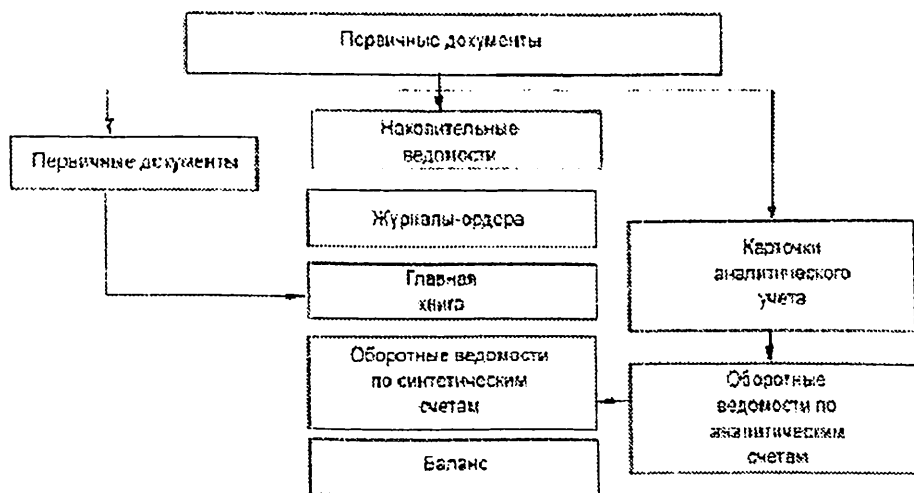 Первичные документы
Накопительные
ведомости
Первичные документы
Журналы-ордера
Главная
книга
Карточки
аналитического
учета
Оборотные ведомости
по синтетическим
счетам
Оборотные
ведомости по
аналитическим
счетам
Баланс